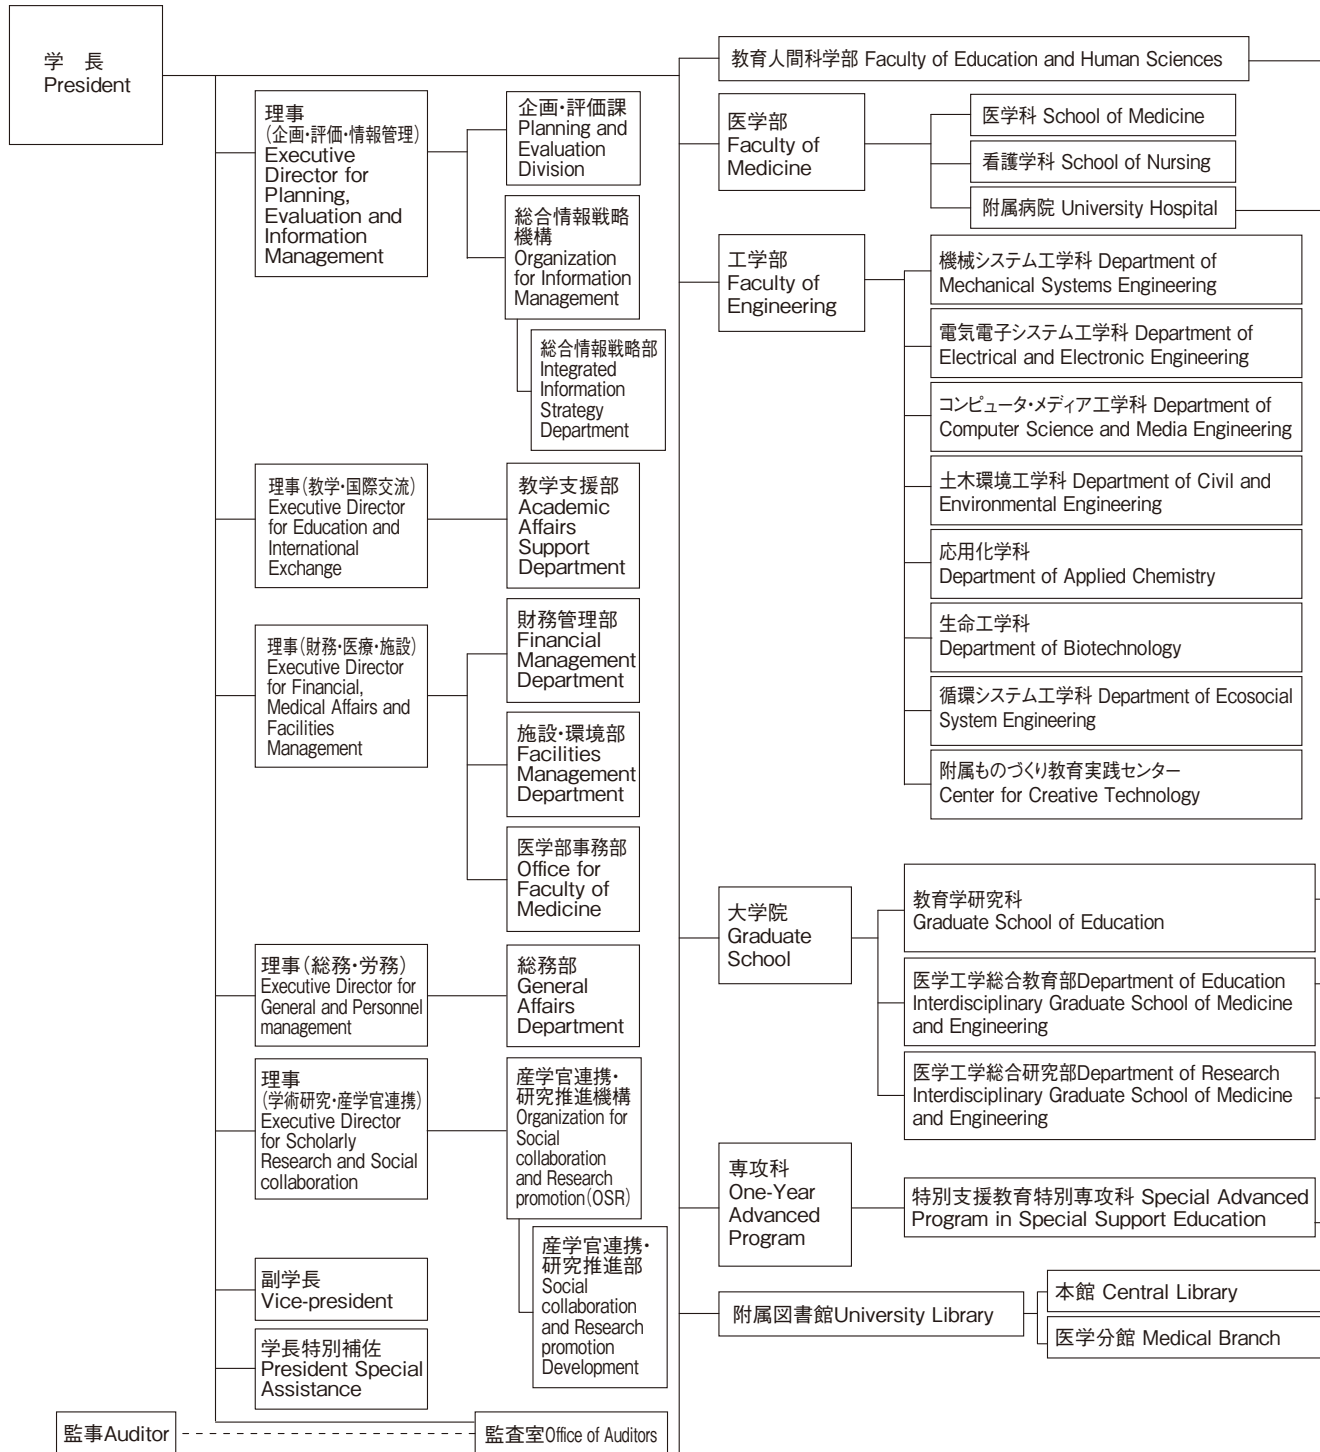 学 長
President
理事
(企画・評価・情報管理)
Executive
Director for
Planning,
Evaluation and
Information
Management
企画・評価課
Planning and
Evaluation
Division
総合情報戦略
機構
Organization
for Information
Management
総合情報戦略部
Integrated
Information
Strategy
Department
理事(教学・国際交流)
Executive Director
for Education and
International
Exchange
教学支援部
Academic
Affairs
Support
Department
理事(財務・医療・施設)
Executive Director
for Financial,
Medical Affairs and
Facilities
Management
財務管理部
Financial
Management
Department
施設・環境部
Facilities
Management
Department
医学部事務部
Office for
Faculty of
Medicine
理事(総務・労務)
Executive Director for
General and Personnel
management
総務部
General
Affairs
Department
理事
(学術研究・産学官連携)
Executive Director
for Scholarly
Research and Social
collaboration
産学官連携・
研究推進機構
Organization for
Social
collaboration
and Research
promotion(OSR)
産学官連携・
研究推進部
Social
collaboration
and Research
promotion
Development
副学長
Vice-president
学長特別補佐
President Special
Assistance
監事Auditor
監査室Office of Auditors
教育人間科学部 Faculty of Education and Human Sciences
医学部
Faculty of
Medicine
医学科 School of Medicine
看護学科 School of Nursing
附属病院 University Hospital
工学部
Faculty of
Engineering
機械システム工学科 Department of
Mechanical Systems Engineering
電気電子システム工学科 Department of
Electrical and Electronic Engineering
コンピュータ・メディア工学科 Department of
Computer Science and Media Engineering
土木環境工学科 Department of Civil and
Environmental Engineering
応用化学科
Department of Applied Chemistry
生命工学科
Department of Biotechnology
循環システム工学科 Department of Ecosocial
System Engineering
附属ものづくり教育実践センター
Center for Creative Technology
大学院
Graduate
School
教育学研究科
Graduate School of Education
医学工学総合教育部Department of Education
Interdisciplinary Graduate School of Medicine
and Engineering
医学工学総合研究部Department of Research
Interdisciplinary Graduate School of Medicine
and Engineering
専攻科
One-Year
Advanced
Program
特別支援教育特別専攻科 Special Advanced
Program in Special Support Education
附属図書館University Library
本館 Central Library
医学分館 Medical Branch